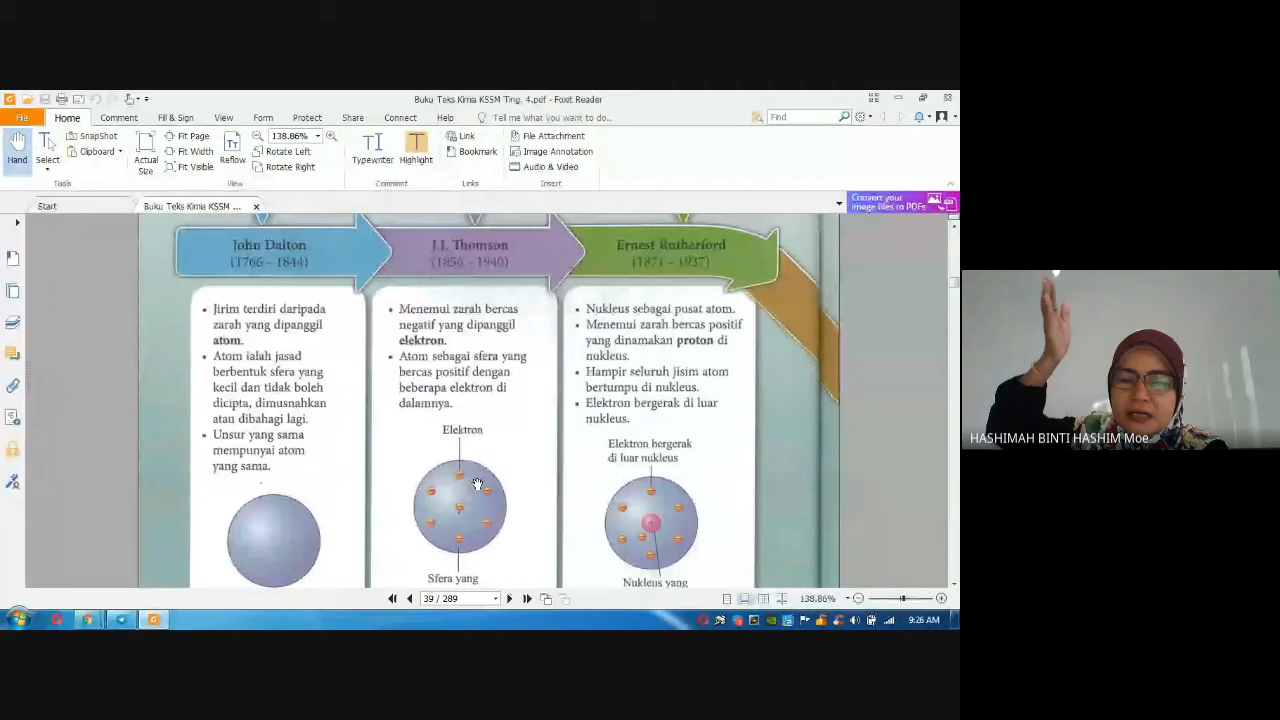 Buku Teks Kimia KSSM Ting. 4.pdf - Foxit Reader
File Home Comment Fill & Sign View Form Protect Share Connect Help Tell me what you want to do.. Find
Hand
Select
SnapShot
Clipboard
Actual Size
Fit Page
Fit Width
Fit Visible
Reflow
138.86%
Rotate Left
Rotate Right
Typewriter
Highlight
Link
Bookmark
File Attachment
Image Annotation
Audio & Video
Tools View Comment Links Insert
Start
Buku Teks Kimia KSSM ...
Convert your
image files to PDFs
John Dalton
(1766 - 1844)
J.J. Thomson
(1856 - 1940)
Ernest Rutherford
(1871 - 1937)
• Jirim terdiri daripada
zarah yang dipanggil
atom.
• Atom ialah jasad
berbentuk sfera yang
kecil dan tidak boleh
dicipta, dimusnahkan
atau dibahagi lagi.
• Unsur yang sama
mempunyai atom
yang sama.
• Menemui zarah bercas
negatif yang dipanggil
elektron.
• Atom sebagai sfera yang
bercas positif dengan
beberapa elektron di
dalamnya.
Elektron
Sfera yang
• Nukleus sebagai pusat atom.
• Menemui zarah bercas positif
yang dinamakan proton di
nukleus.
• Hampir seluruh jisim atom
bertumpu di nukleus.
• Elektron bergerak di luar
nukleus.
Elektron bergerak
di luar nukleus
Nukleus yang
39 / 289
138.86%
9:26 AM
HASHIMAH BINTI HASHIM Moe